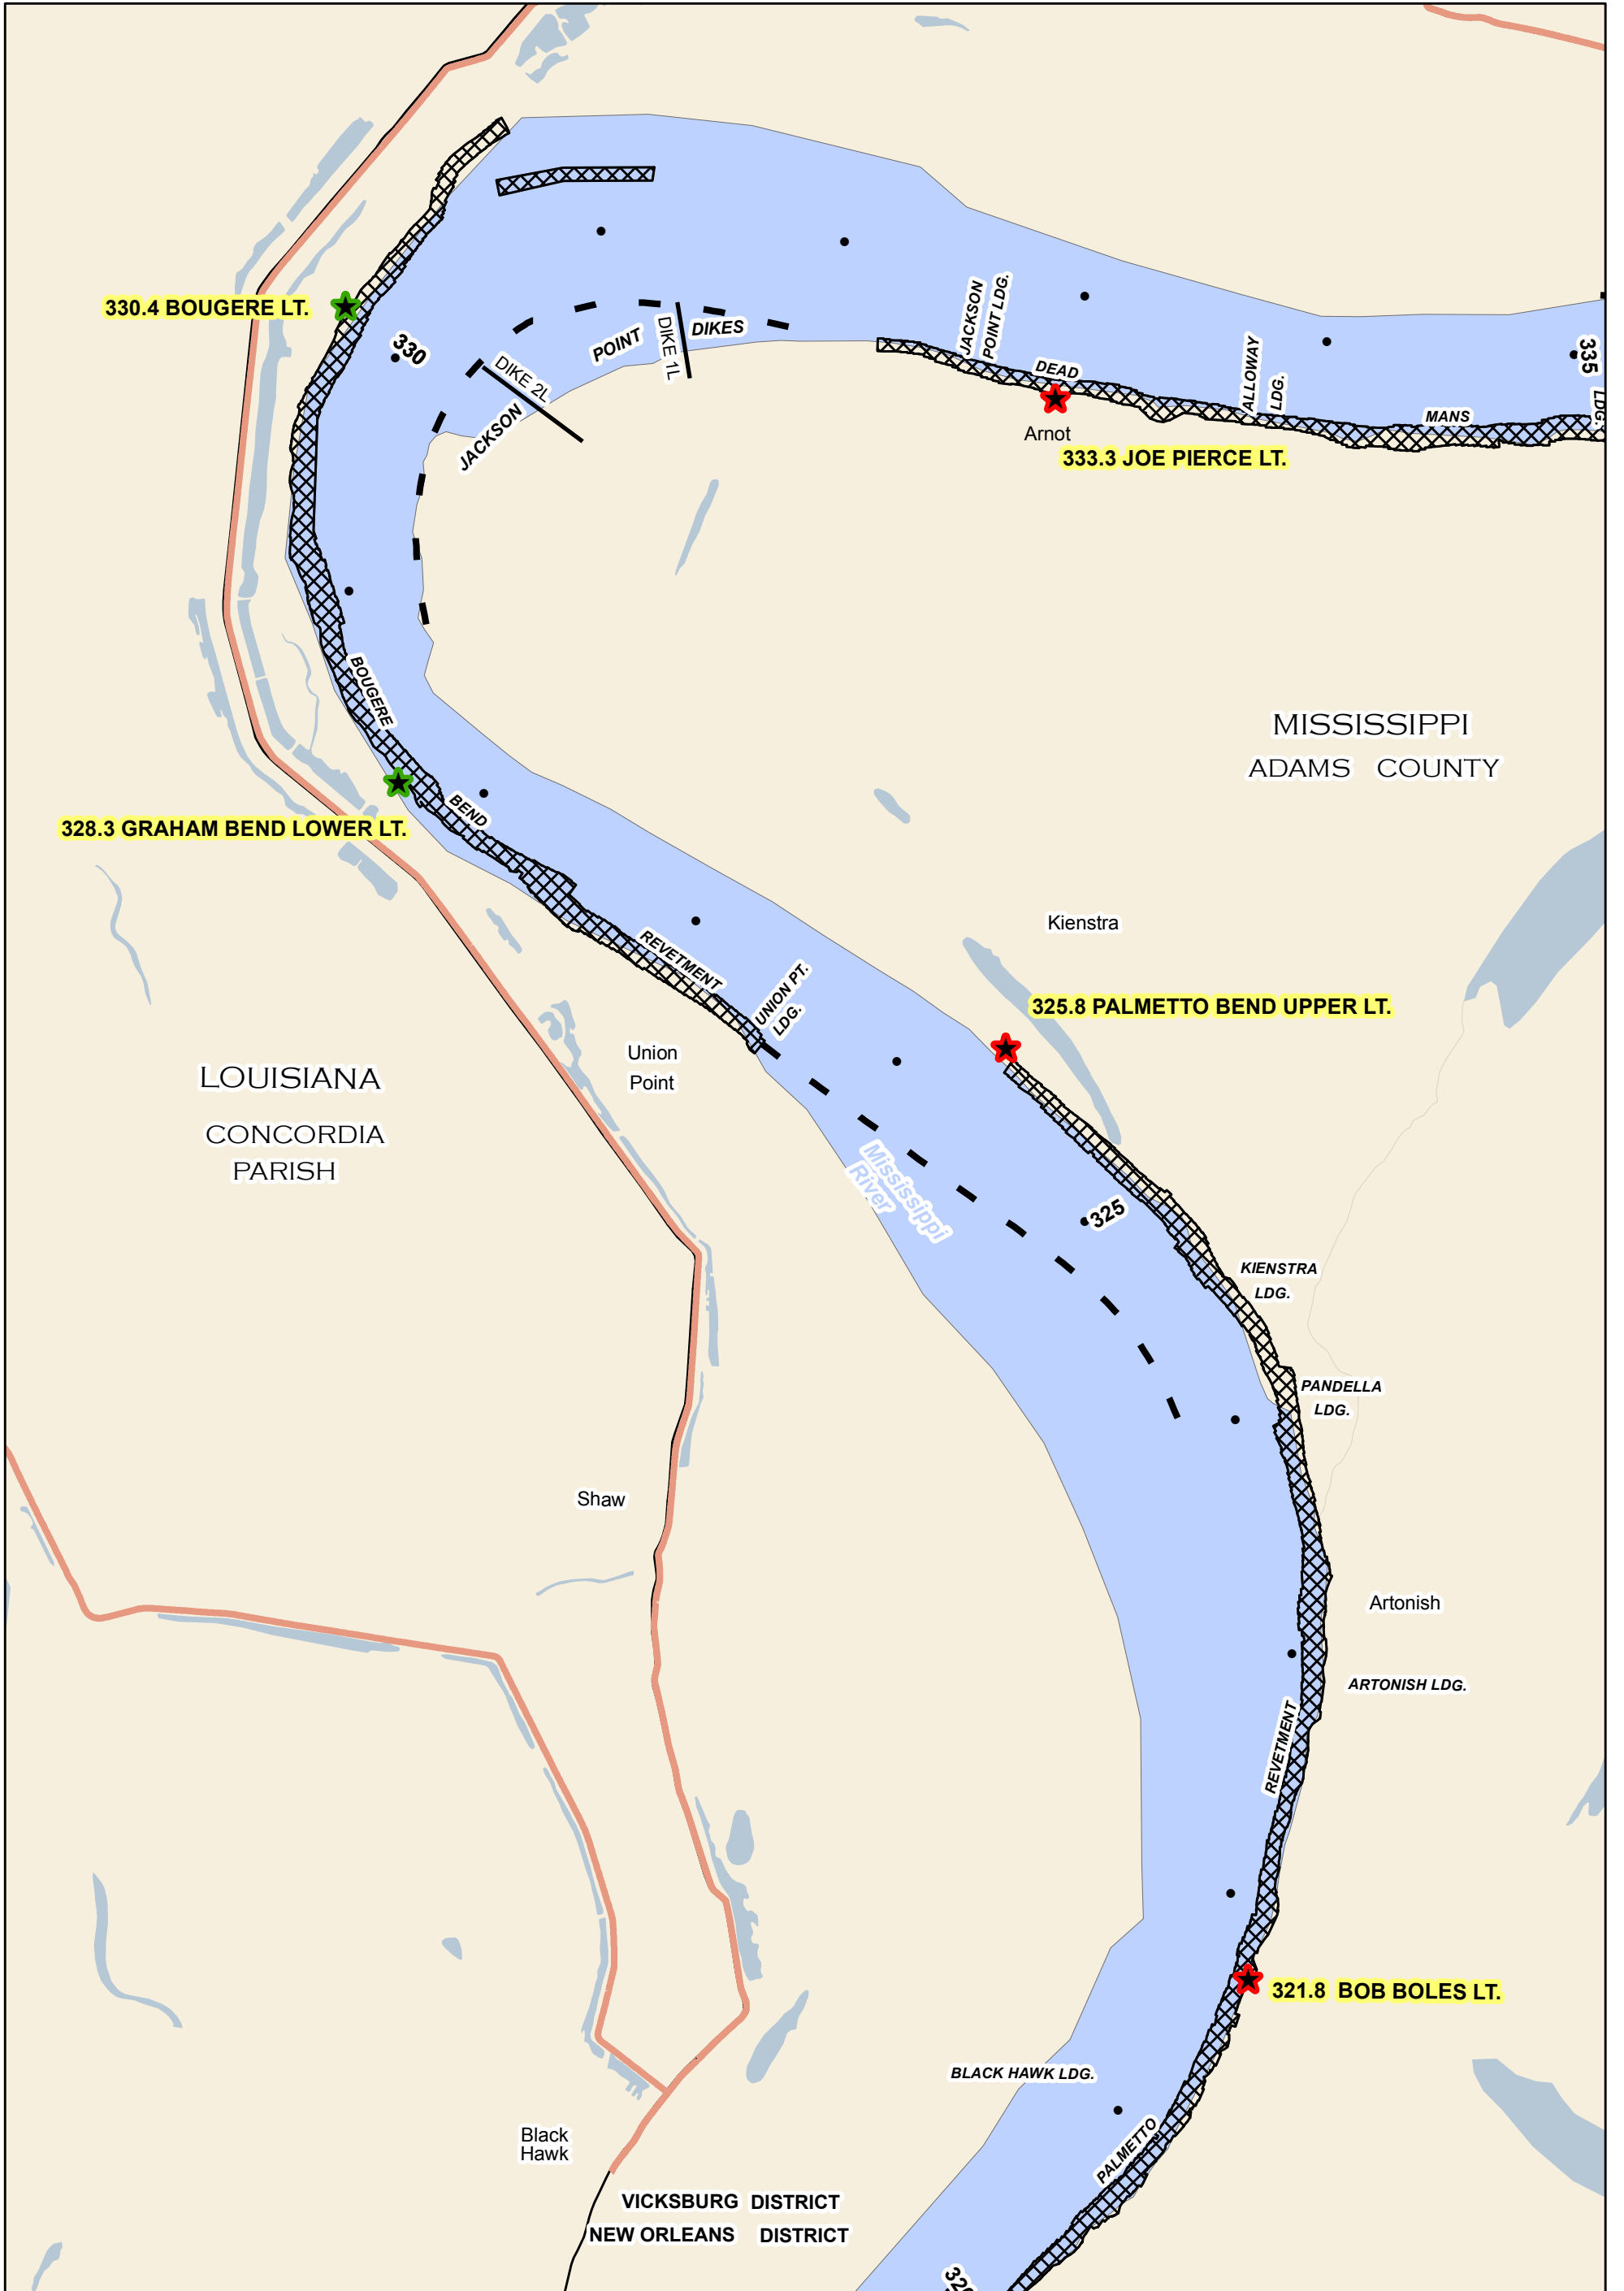 330.4 BOUGERE LT.
330
JACKSON
POINT
DIKES
DIKE 2L
DIKE 1L
JACKSON
POINT LDG.
DEAD
ALLOWAY
LDG.
MANS
335
LDG.
Arnot
333.3 JOE PIERCE LT.
BOUGERE
BEND
REVETMENT
328.3 GRAHAM BEND LOWER LT.
MISSISSIPPI
ADAMS COUNTY
Kienstra
325.8 PALMETTO BEND UPPER LT.
UNION PT.
LDG.
Union
Point
LOUISIANA
CONCORDIA
PARISH
Mississippi
River
325
KIENSTRA
LDG.
PANDELLA
LDG.
Shaw
Artonish
ARTONISH LDG.
REVETMENT
321.8 BOB BOLES LT.
BLACK HAWK LDG.
PALMETTO
Black
Hawk
VICKSBURG DISTRICT
NEW ORLEANS DISTRICT